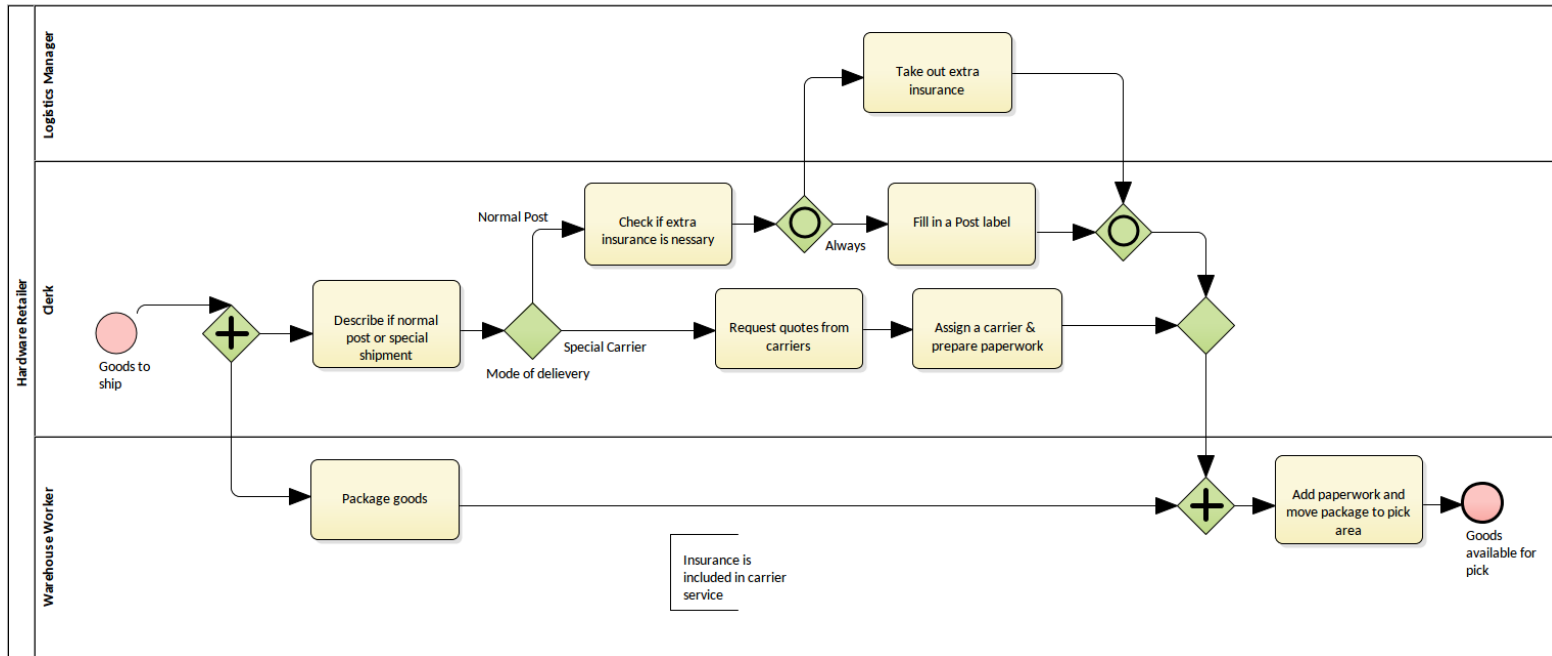 Hardware Retailer
Logistics Manager
Take out extra
insurance
Clerk
Normal Post
Check if extra
insurance is nessary
Always
Fill in a Post label
Goods to
ship
Describe if normal
post or special
shipment
Special Carrier
Mode of delievery
Request quotes from
carriers
Assign a carrier &
prepare paperwork
Warehouse Worker
Package goods
Insurance is
included in carrier
service
Add paperwork and
move package to pick
area
Goods
available for
pick